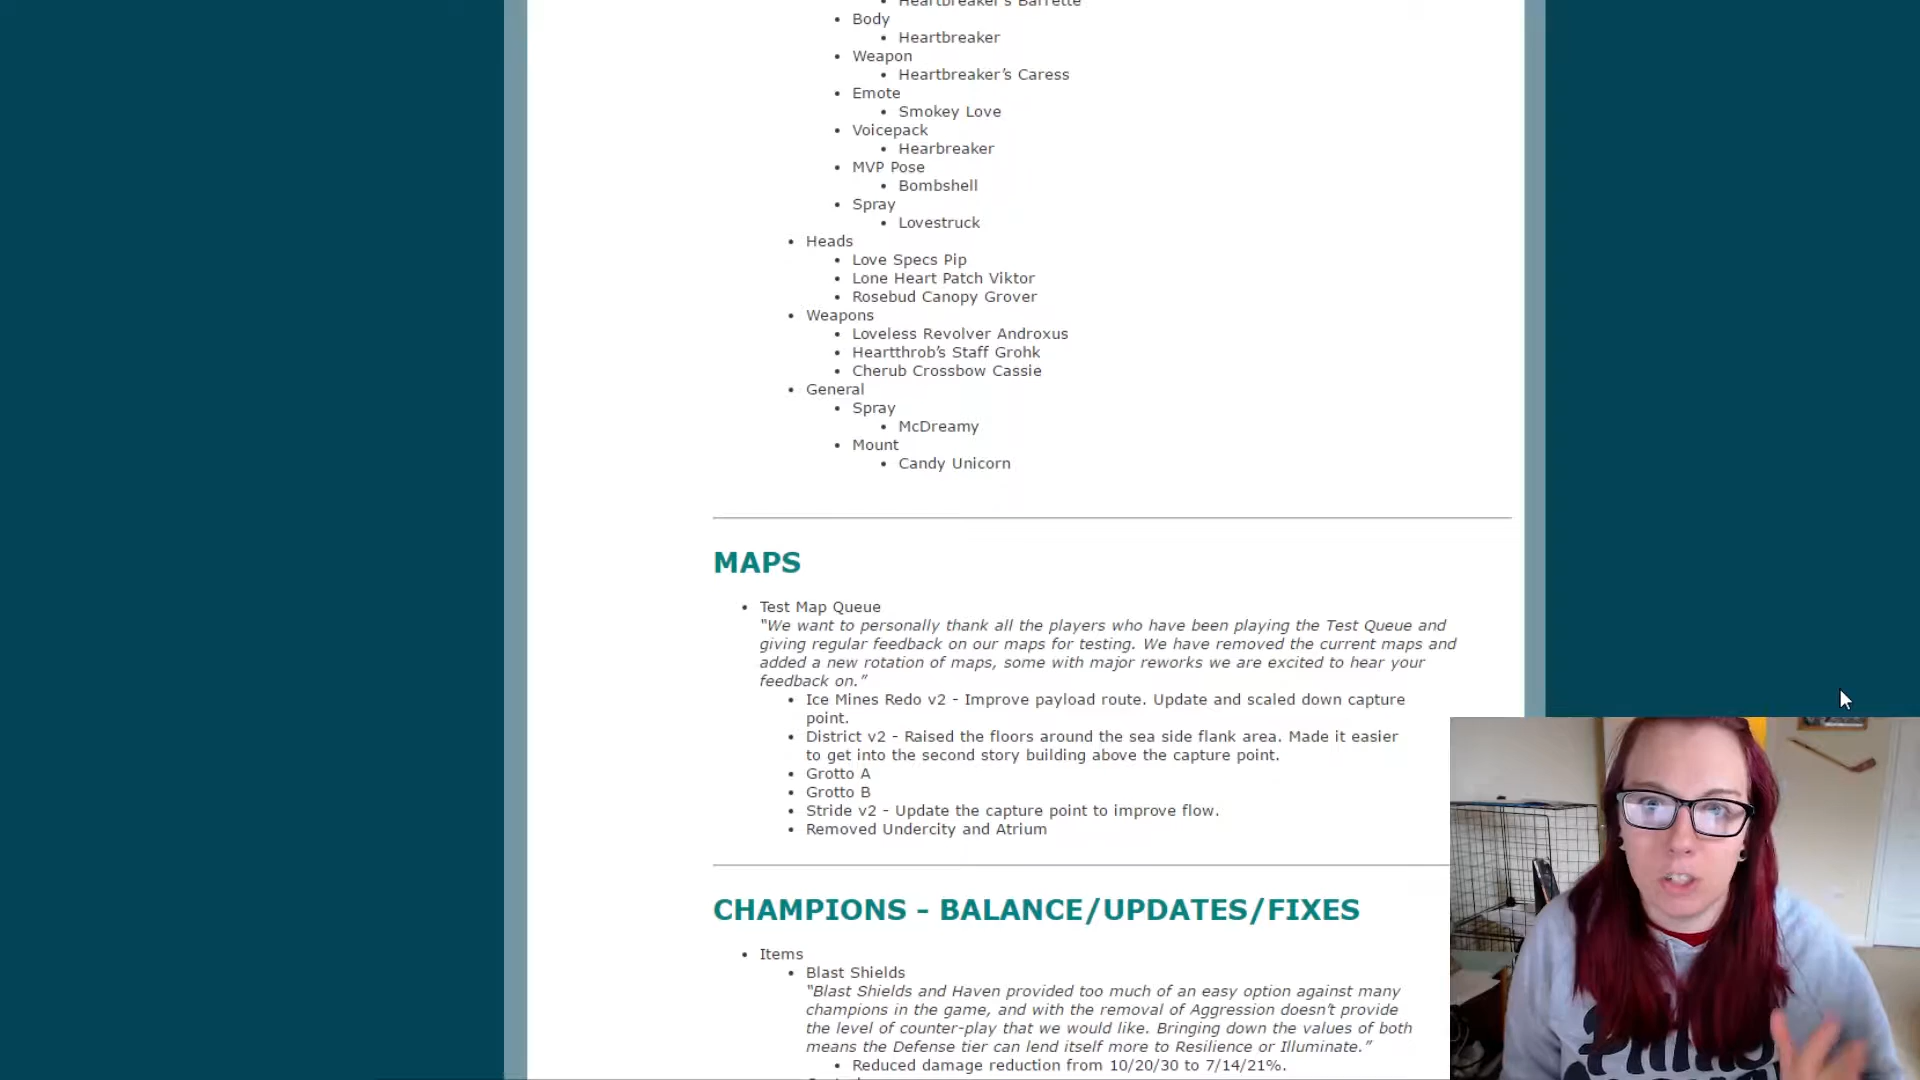 Heartbreaker's Barrette
Body
Heartbreaker
Weapon
Heartbreaker’s Caress
Emote
Smokey Love
Voicepack
Hearbreaker
MVP Pose
Bombshell
Spray
Lovestruck
Heads
Love Specs Pip
Lone Heart Patch Viktor
Rosebud Canopy Grover
Weapons
Loveless Revolver Androxus
Heartthrob’s Staff Grohk
Cherub Crossbow Cassie
General
Spray
McDreamy
Mount
Candy Unicorn
MAPS
Test Map Queue
“We want to personally thank all the players who have been playing the Test Queue and
giving regular feedback on our maps for testing. We have removed the current maps and
added a new rotation of maps, some with major reworks we are excited to hear your
feedback on.”
Ice Mines Redo v2 - Improve payload route. Update and scaled down capture
point.
District v2 - Raised the floors around the sea side flank area. Made it easier
to get into the second story building above the capture point.
Grotto A
Grotto B
Stride v2 - Update the capture point to improve flow.
Removed Undercity and Atrium
CHAMPIONS - BALANCE/UPDATES/FIXES
Items
Blast Shields
“Blast Shields and Haven provided too much of an easy option against many
champions in the game, and with the removal of Aggression doesn’t provide
the level of counter-play that we would like. Bringing down the values of both
means the Defense tier can lend itself more to Resilience or Illuminate.”
Reduced damage reduction from 10/20/30 to 7/14/21%.